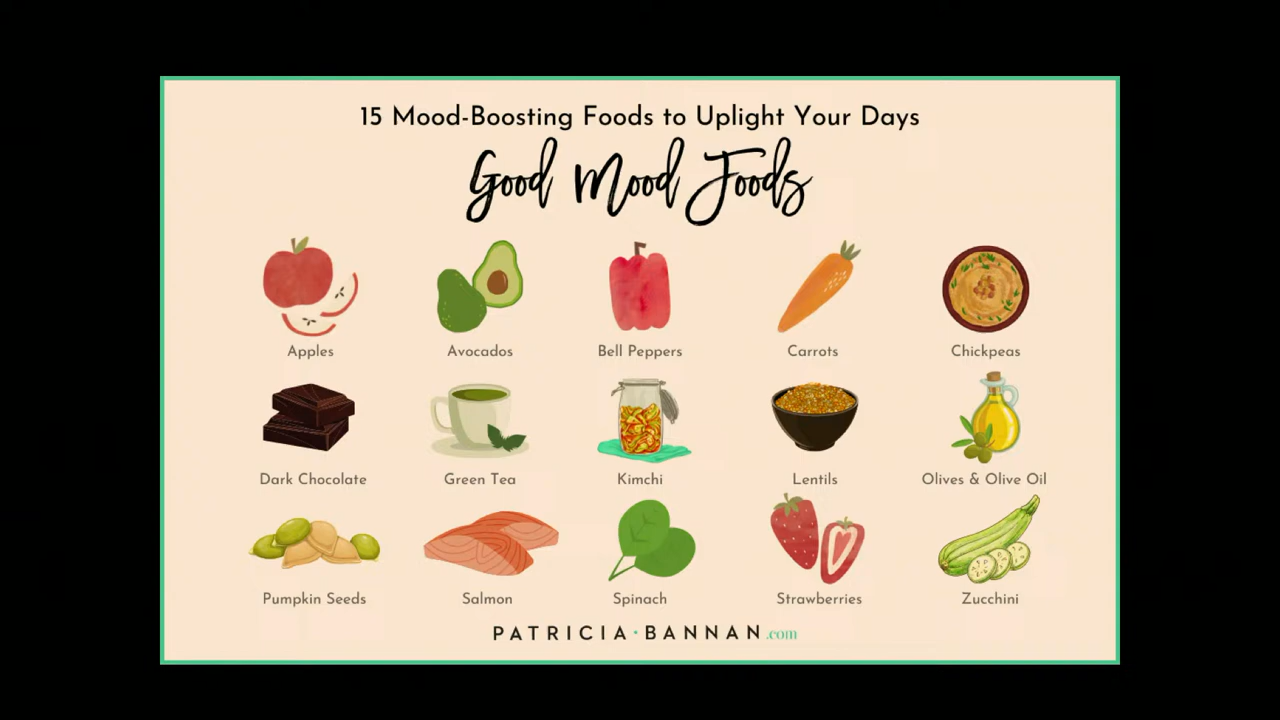 15 Mood-Boosting Foods to Uplight Your Days
Good Mood Foods
Apples
Avocados
Bell Peppers
Carrots
Chickpeas
Dark Chocolate
Green Tea
Kimchi
Lentils
Olives & Olive Oil
Pumpkin Seeds
Salmon
Spinach
Strawberries
Zucchini
PATRICIA·BANNAN.com